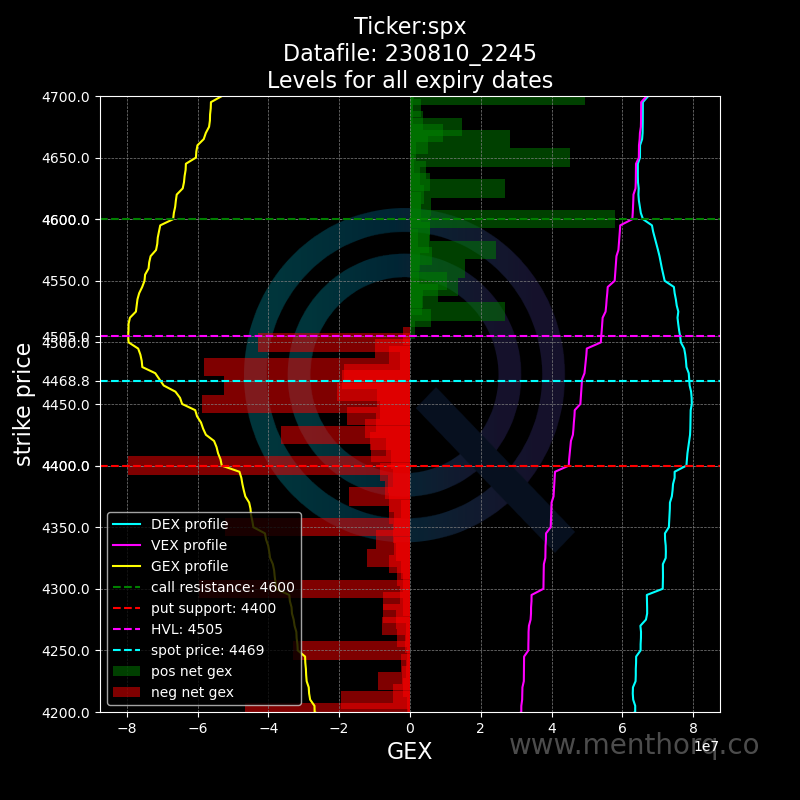 Ticker:spx
Datafile: 230810_2245
Levels for all expiry dates
strike price
4700.0
4650.0
4600.0
4550.0
4505.0
4500.0
4468.8
4450.0
4400.0
4350.0
4300.0
4250.0
4200.0
DEX profile
VEX profile
GEX profile
call resistance: 4600
put support: 4400
HVL: 4505
spot price: 4469
pos net gex
neg net gex
−8 −6 −4 −2 0 2 4 6 8
1e7
GEX
www.menthorq.co